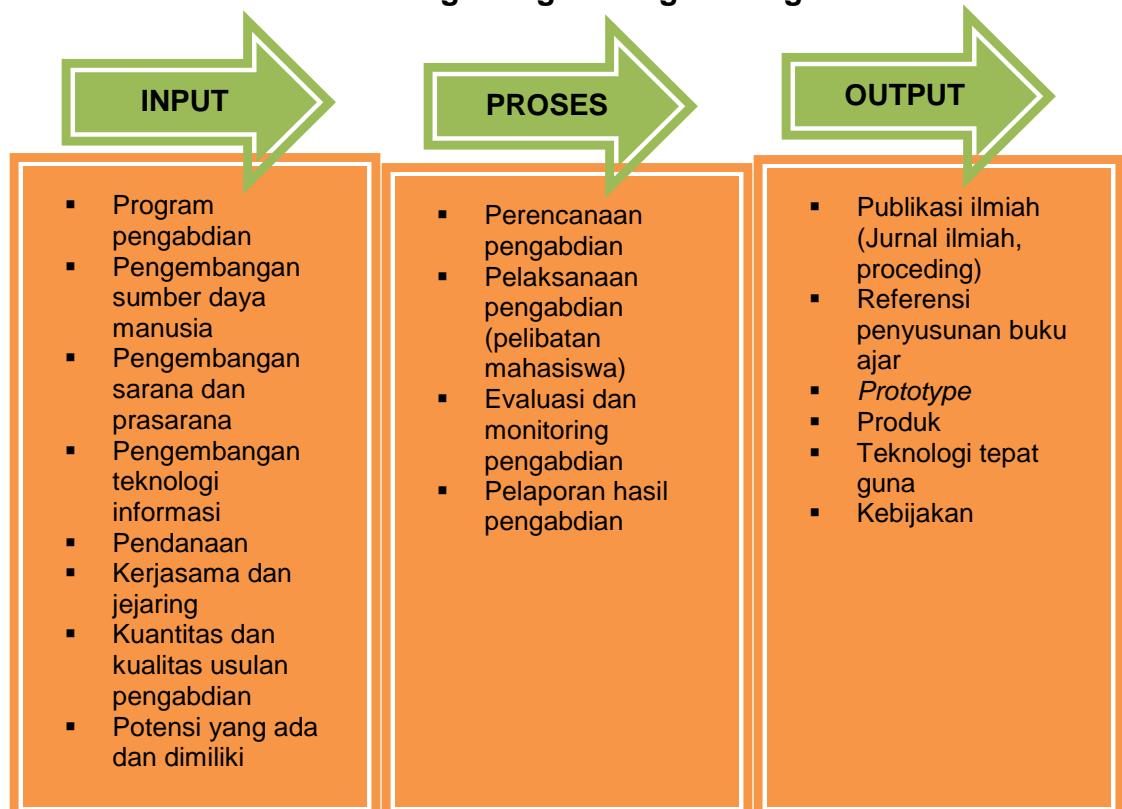 INPUT
▪ Program
pengabdian
▪ Pengembangan
sumber daya
manusia
▪ Pengembangan
sarana dan
prasarana
▪ Pengembangan
teknologi
informasi
▪ Pendanaan
▪ Kerjasama dan
jejaring
▪ Kuantitas dan
kualitas usulan
pengabdian
▪ Potensi yang ada
dan dimiliki
PROSES
▪ Perencanaan
pengabdian
▪ Pelaksanaan
pengabdian
(pelibatan
mahasiswa)
▪ Evaluasi dan
monitoring
pengabdian
▪ Pelaporan hasil
pengabdian
OUTPUT
▪ Publikasi ilmiah
(Jurnal ilmiah,
proceding)
▪ Referensi
penyusunan buku
ajar
▪ Prototype
▪ Produk
▪ Teknologi tepat
guna
▪ Kebijakan